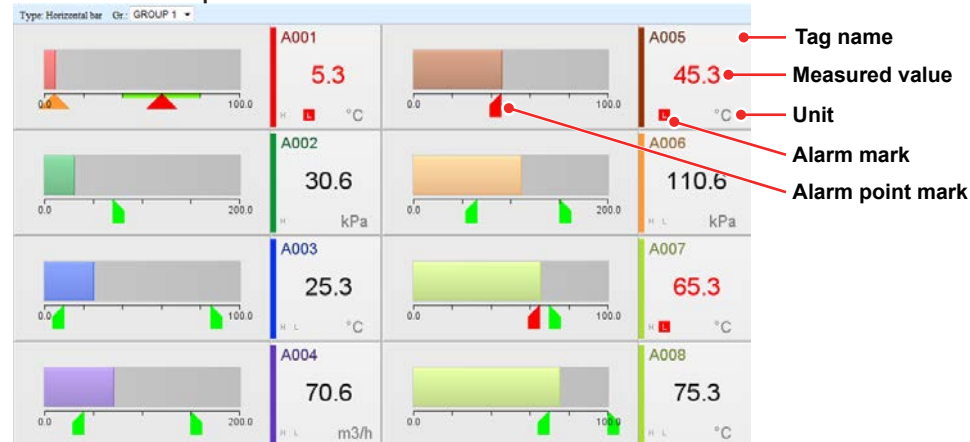 Type: Horizontal bar Gr.: GROUP 1
A001
5.3
0.0 100.0
H L °C
A005
45.3
0.0 100.0
L °C
A002
30.6
0.0 200.0
H kPa
A006
110.6
0.0 200.0
H L kPa
A003
25.3
0.0 100.0
H L °C
A007
65.3
0.0 100.0
H L °C
A004
70.6
0.0 200.0
H L m3/h
A008
75.3
0.0 100.0
H L °C
Tag name
Measured value
Unit
Alarm mark
Alarm point mark